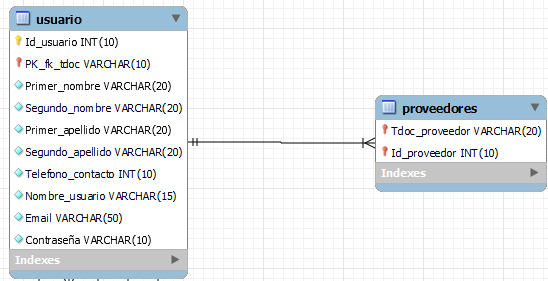 usuario
Id_usuario INT(10)
PK_fk_tdoc VARCHAR(10)
Primer_nombre VARCHAR(20)
Segundo_nombre VARCHAR(20)
Primer_apellido VARCHAR(20)
Segundo_apellido VARCHAR(20)
Telefono_contacto INT(10)
Nombre_usuario VARCHAR(15)
Email VARCHAR(50)
Contraseña VARCHAR(10)
Indexes
proveedores
Tdoc_proveedor VARCHAR(20)
Id_proveedor INT(10)
Indexes